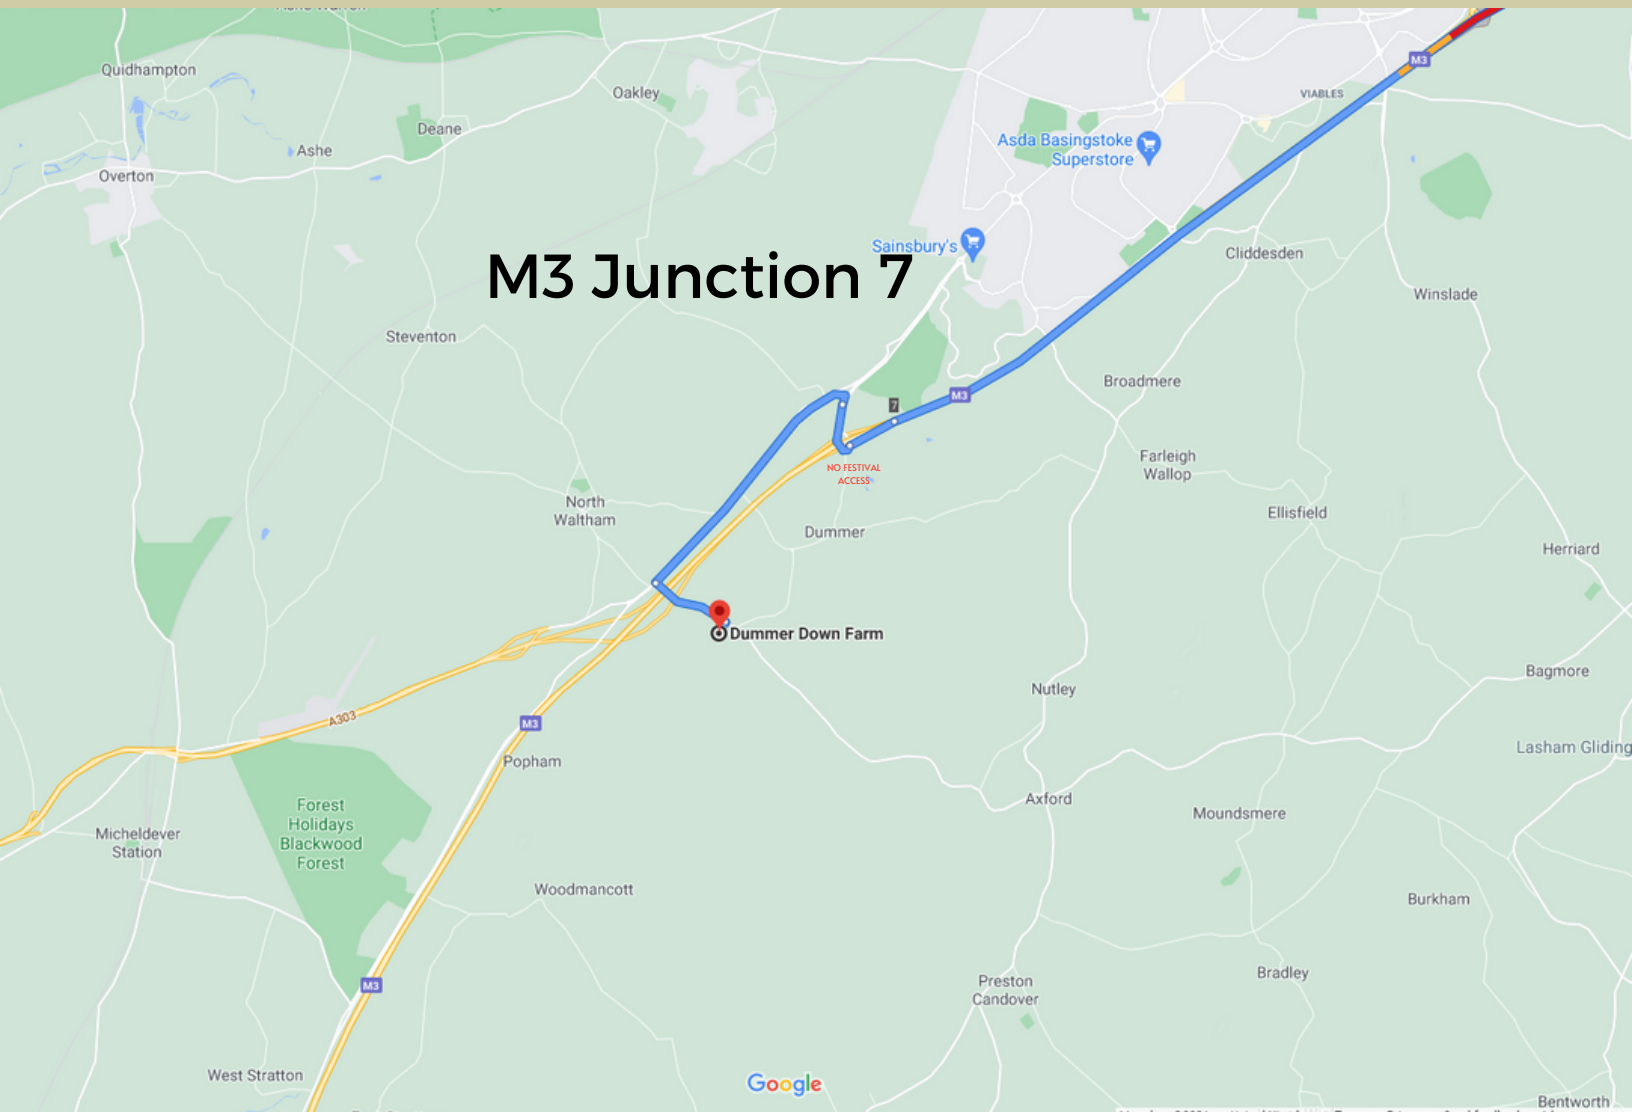 Quidhampton
Oakley
Deane
Ashe
Overton
M3
VIABLES
Asda Basingstoke
Superstore
Sainsbury's
Cliddesden
Winslade
M3 Junction 7
Steventon
Broadmere
7
M3
NO FESTIVAL
ACCESS
Farleigh
Wallop
North
Waltham
Dummer
Ellisfield
Herriard
Dummer Down Farm
Bagmore
Nutley
A303
M3
Popham
Lasham Gliding
Axford
Moundsmere
Forest
Holidays
Blackwood
Forest
Micheldever
Station
Woodmancott
Burkham
Bradley
Preston
Candover
M3
West Stratton
Google
Bentworth